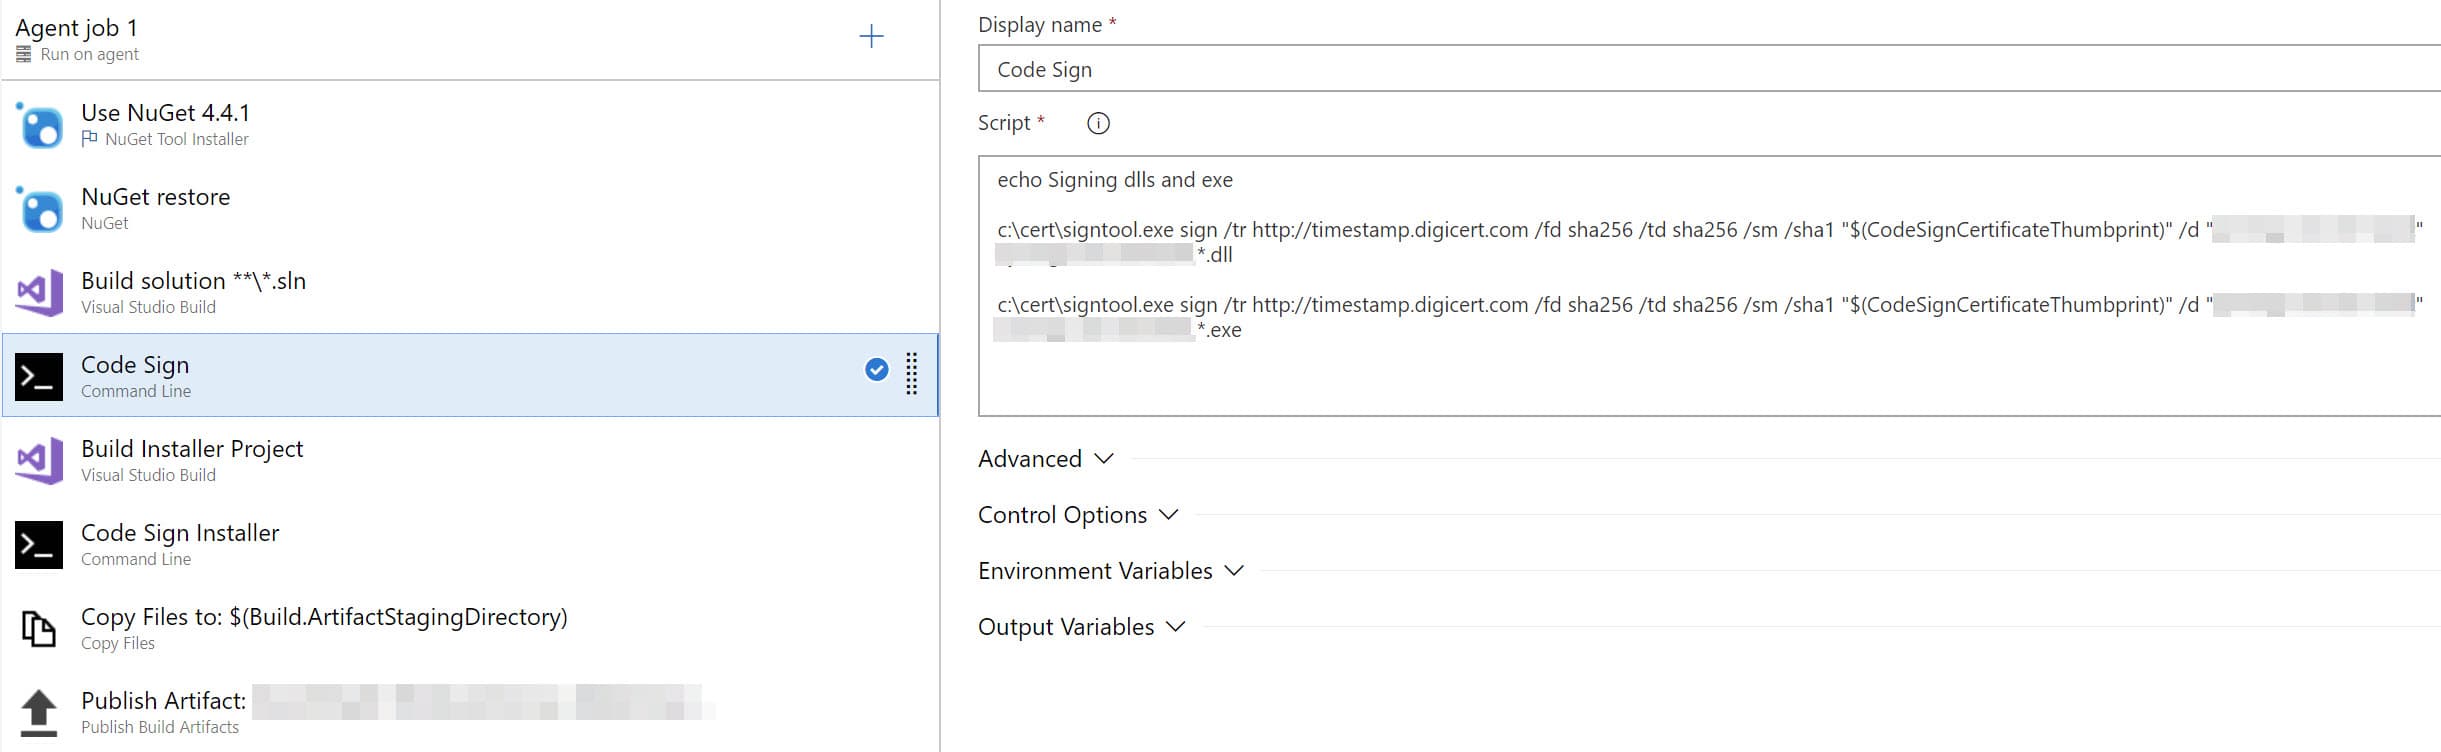 Agent job 1
Run on agent
Use NuGet 4.4.1
NuGet Tool Installer
NuGet restore
NuGet
Build solution **\*.sln
Visual Studio Build
Code Sign
Command Line
Build Installer Project
Visual Studio Build
Code Sign Installer
Command Line
Copy Files to: $(Build.ArtifactStagingDirectory)
Copy Files
Publish Artifact:
Publish Build Artifacts
Display name *
Code Sign
Script *
echo Signing dlls and exe
c:\cert\signtool.exe sign /tr http://timestamp.digicert.com /fd sha256 /td sha256 /sm /sha1 "$(CodeSignCertificateThumbprint)" /d " "
*.dll
c:\cert\signtool.exe sign /tr http://timestamp.digicert.com /fd sha256 /td sha256 /sm /sha1 "$(CodeSignCertificateThumbprint)" /d " "
*.exe
Advanced
Control Options
Environment Variables
Output Variables